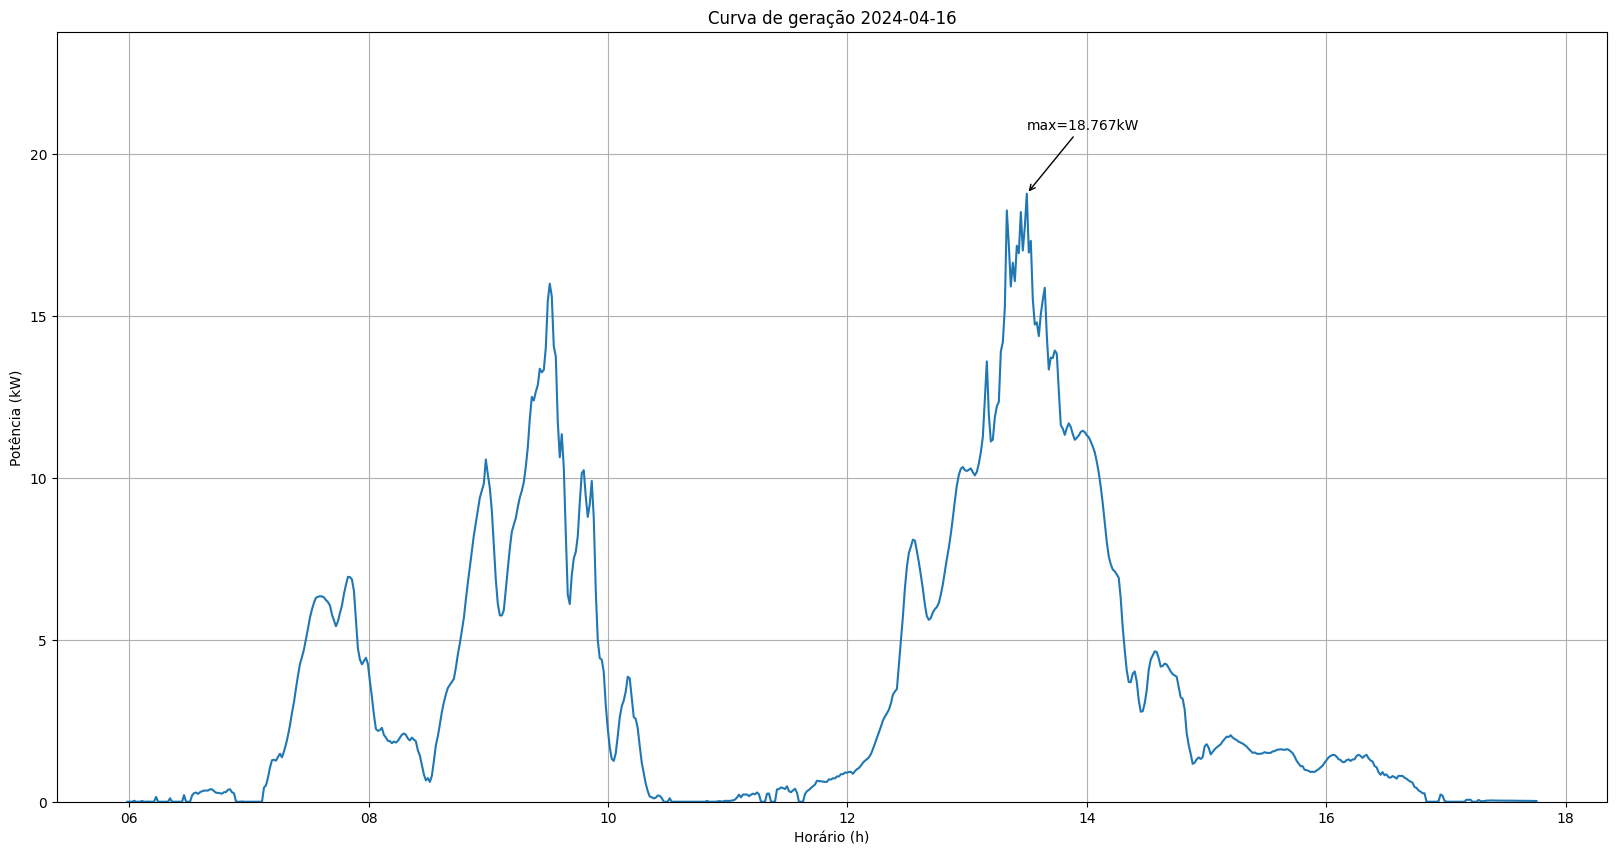 Curva de geração 2024-04-16
max=18.767kW
Potência (kW)
20
15
10
5
0
06 08 10 12 14 16 18
Horário (h)